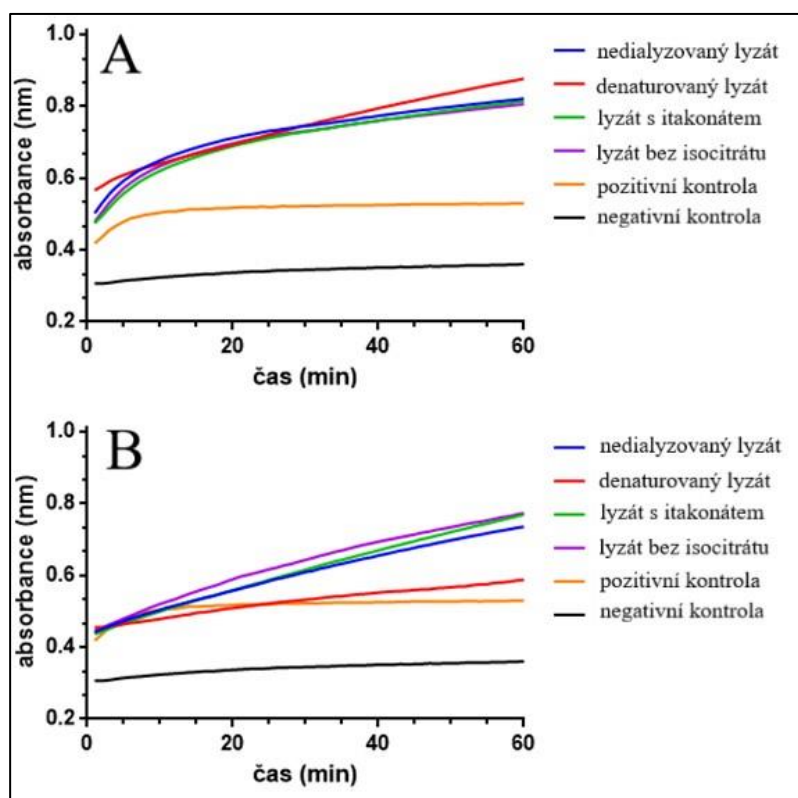 A
absorbance (nm)
1.0
0.8
0.6
0.4
0.2
0
20
40
60
čas (min)
nedialyzovaný lyzát
denaturovaný lyzát
lyzát s itakonátem
lyzát bez isocitrátu
pozitivní kontrola
negativní kontrola
B
absorbance (nm)
1.0
0.8
0.6
0.4
0.2
0
20
40
60
čas (min)
nedialyzovaný lyzát
denaturovaný lyzát
lyzát s itakonátem
lyzát bez isocitrátu
pozitivní kontrola
negativní kontrola